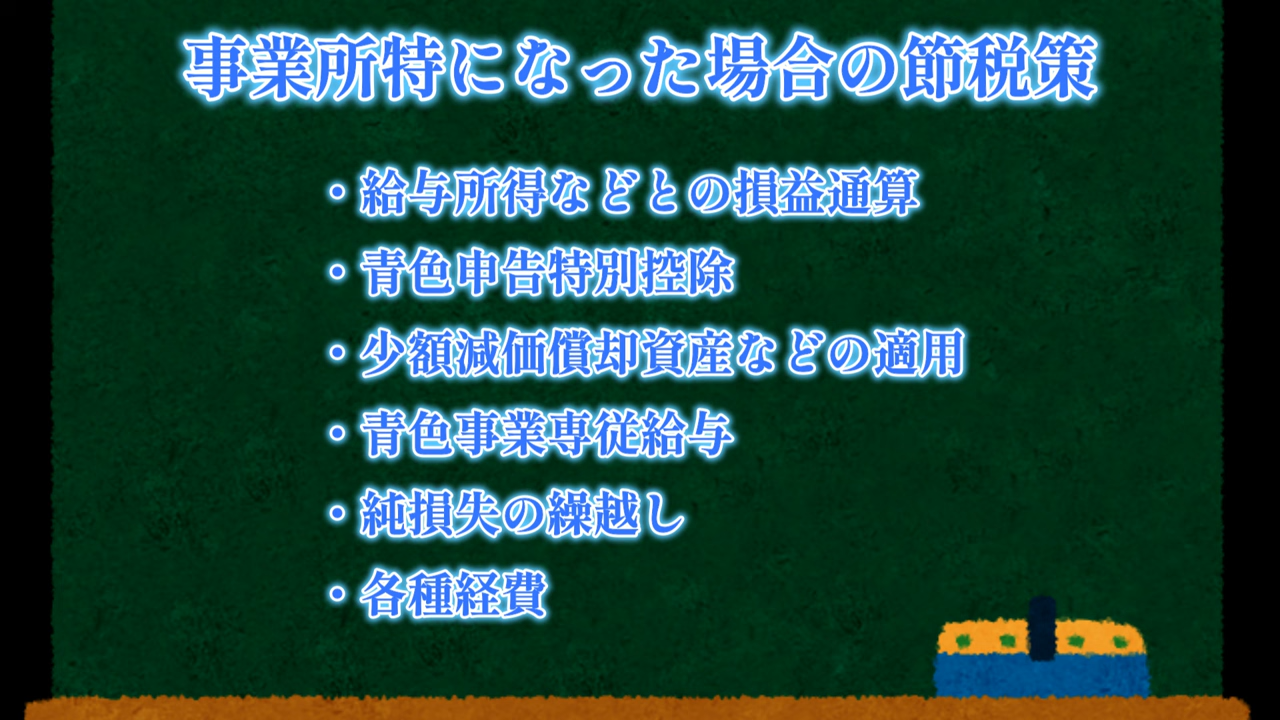 事業所特になった場合の節税策
・給与所得などとの損益通算
・青色申告特別控除
・少額減価償却資産などの適用
・青色事業専従給与
・純損失の繰越し
・各種経費